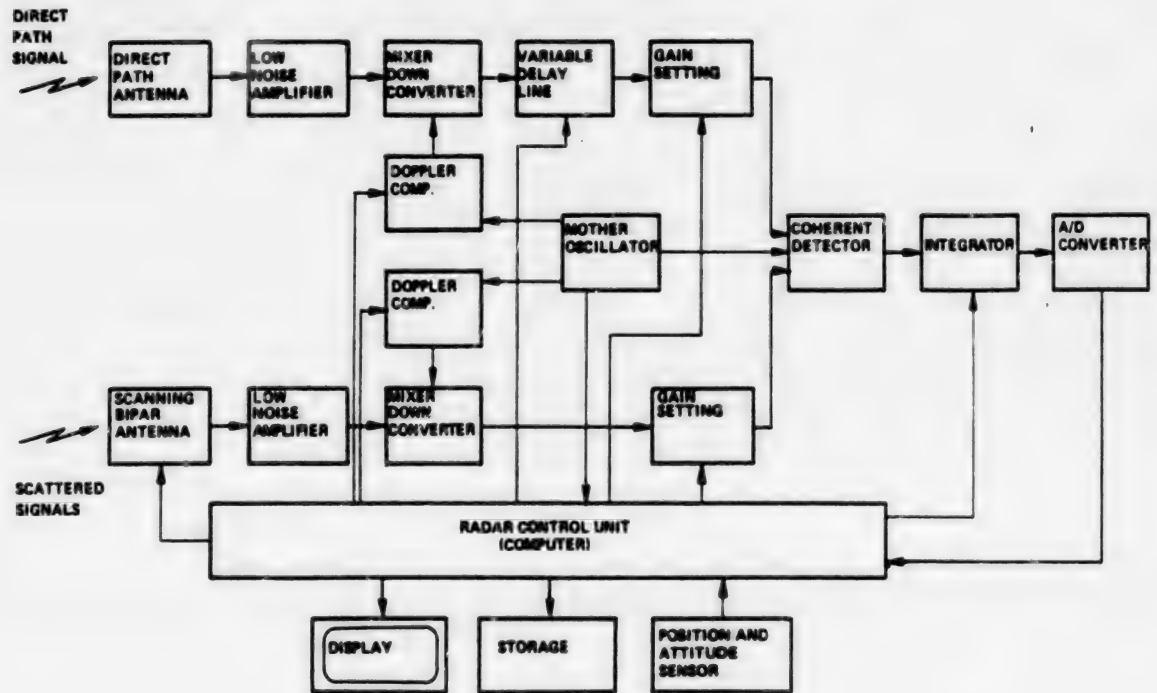 DIRECT
PATH
SIGNAL
DIRECT
PATH
ANTENNA
LOW
NOISE
AMPLIFIER
MIXER
DOWN
CONVERTER
VARIABLE
DELAY
LINE
GAIN
SETTING
DOPPLER
COMP.
MOTHER
OSCILLATOR
COHERENT
DETECTOR
INTEGRATOR
A/D
CONVERTER
DOPPLER
COMP.
SCANNING
BIPAR
ANTENNA
LOW
NOISE
AMPLIFIER
MIXER
DOWN
CONVERTER
GAIN
SETTING
SCATTERED
SIGNALS
RADAR CONTROL UNIT
(COMPUTER)
DISPLAY
STORAGE
POSITION AND
ATTITUDE
SENSOR